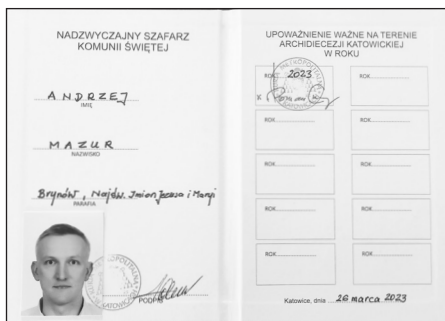 NADZWYCZAJNY SZAFARZ
KOMUNII ŚWIĘTEJ
ANDRZEJ
IMIĘ
MAZUR
NAZWISKO
Brynów, Najśw. Imion Jezusa i Maryi
PARAFIA
PODPIS
UPOWAŻNIENIE WAŻNE NA TERENIE
ARCHIDIECEZJI KATOWICKIEJ
W ROKU
ROK 2023
ROK
ROK
ROK
ROK
ROK
ROK
ROK
ROK
ROK
Katowice, dnia 26 marca 2023